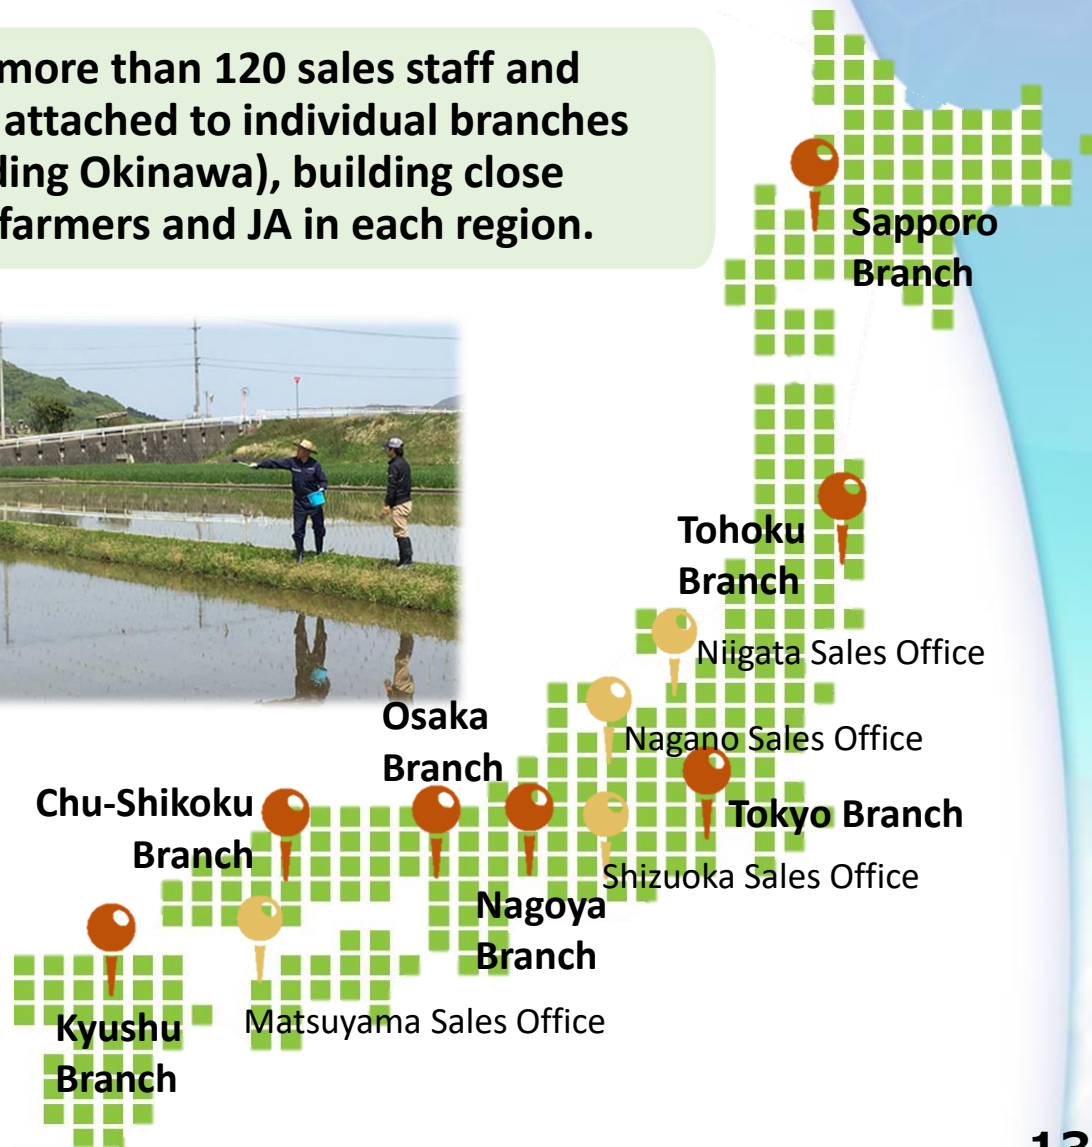 more than 120 sales staff and
attached to individual branches
ding Okinawa), building close
farmers and JA in each region.
Sapporo
Branch
Tohoku
Branch
Niigata Sales Office
Osaka
Branch
Nagano Sales Office
Chu-Shikoku
Branch
Tokyo Branch
Shizuoka Sales Office
Nagoya
Branch
Kyushu
Branch
Matsuyama Sales Office